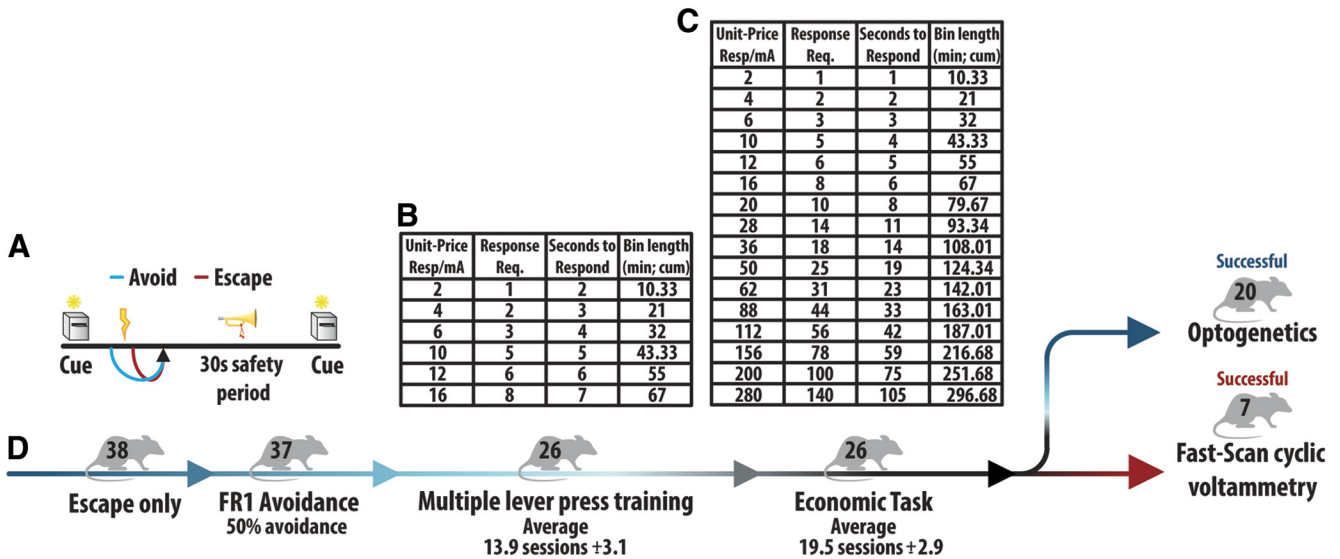 A
Avoid Escape
Cue
30s safety
period
Cue
B
Unit-Price Response Seconds to Bin length
Resp/mA Req. Respond (min; cum)
2 1 2 10.33
4 2 3 21
6 3 4 32
10 5 5 43.33
12 6 6 55
16 8 7 67
C
Unit-Price Response Seconds to Bin length
Resp/mA Req. Respond (min; cum)
2 1 1 10.33
4 2 2 21
6 3 3 32
10 5 4 43.33
12 6 5 55
16 8 6 67
20 10 8 79.67
28 14 11 93.34
36 18 14 108.01
50 25 19 124.34
62 31 23 142.01
88 44 33 163.01
112 56 42 187.01
156 78 59 216.68
200 100 75 251.68
280 140 105 296.68
D
38
Escape only
37
FR1 Avoidance
50% avoidance
26
Multiple lever press training
Average
13.9 sessions ±3.1
26
Economic Task
Average
19.5 sessions ±2.9
Successful
20
Optogenetics
Successful
7
Fast-Scan cyclic
voltammetry